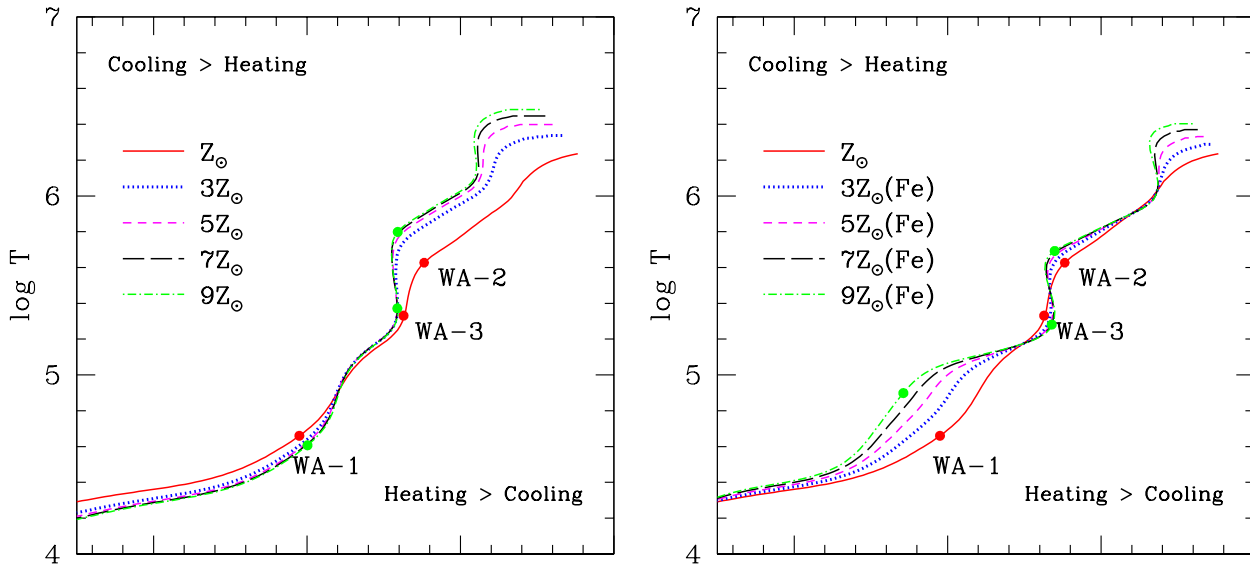 7
Cooling > Heating
Z⊙
3Z⊙
5Z⊙
7Z⊙
9Z⊙
6
log T
WA-2
WA-3
5
WA-1
Heating > Cooling
4
7
Cooling > Heating
Z⊙
3Z⊙(Fe)
5Z⊙(Fe)
7Z⊙(Fe)
9Z⊙(Fe)
6
log T
WA-2
WA-3
5
WA-1
Heating > Cooling
4